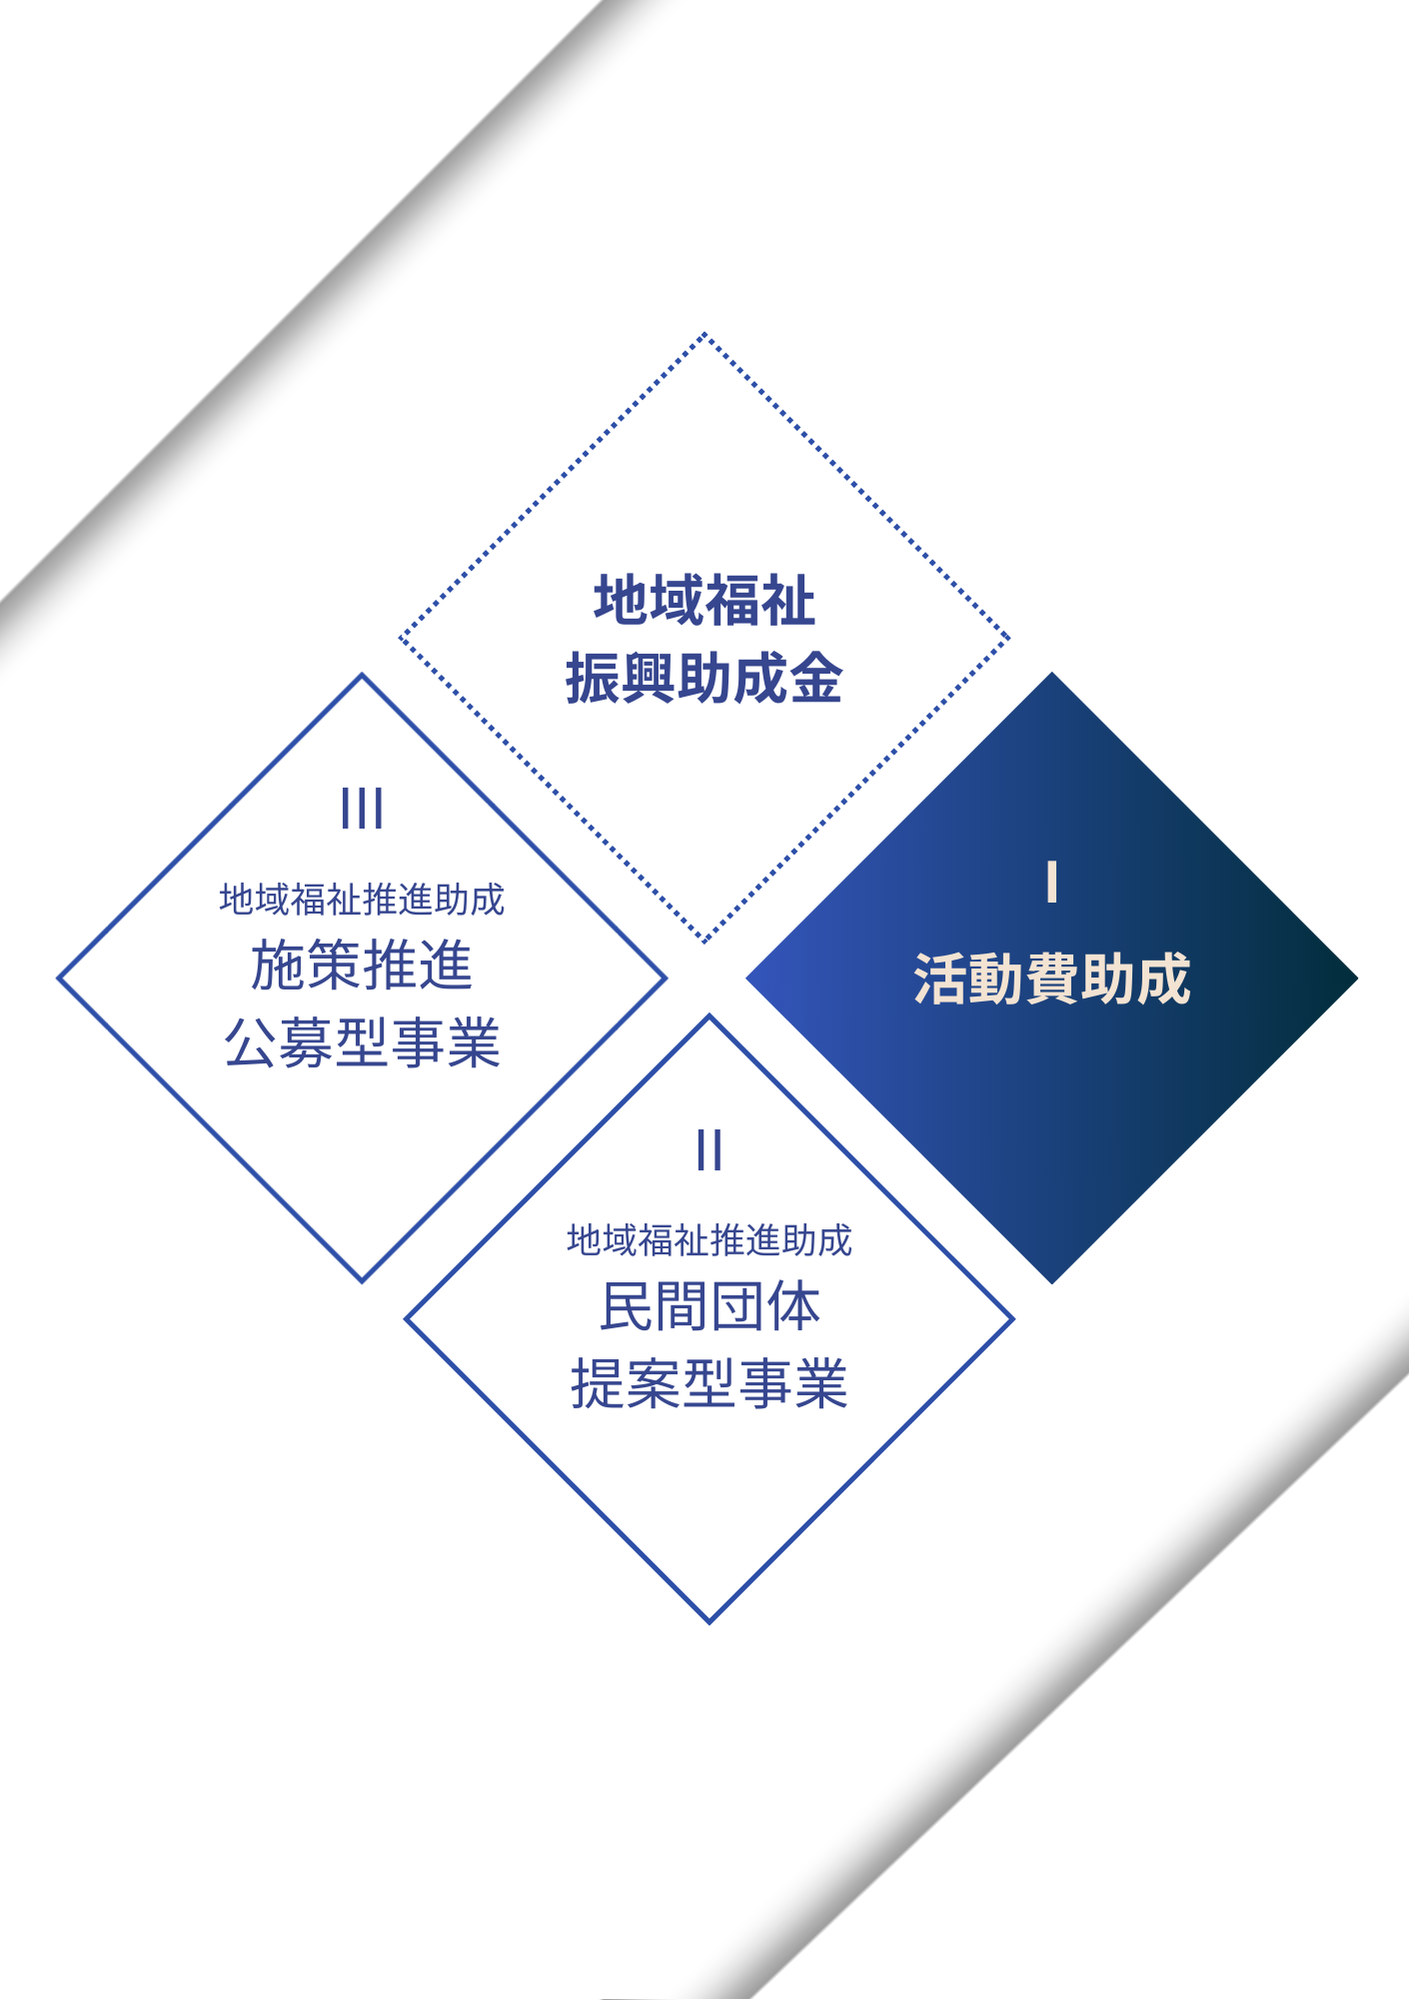 地域福祉
振興助成金
I
活動費助成
II
地域福祉推進助成
民間団体
提案型事業
III
地域福祉推進助成
施策推進
公募型事業